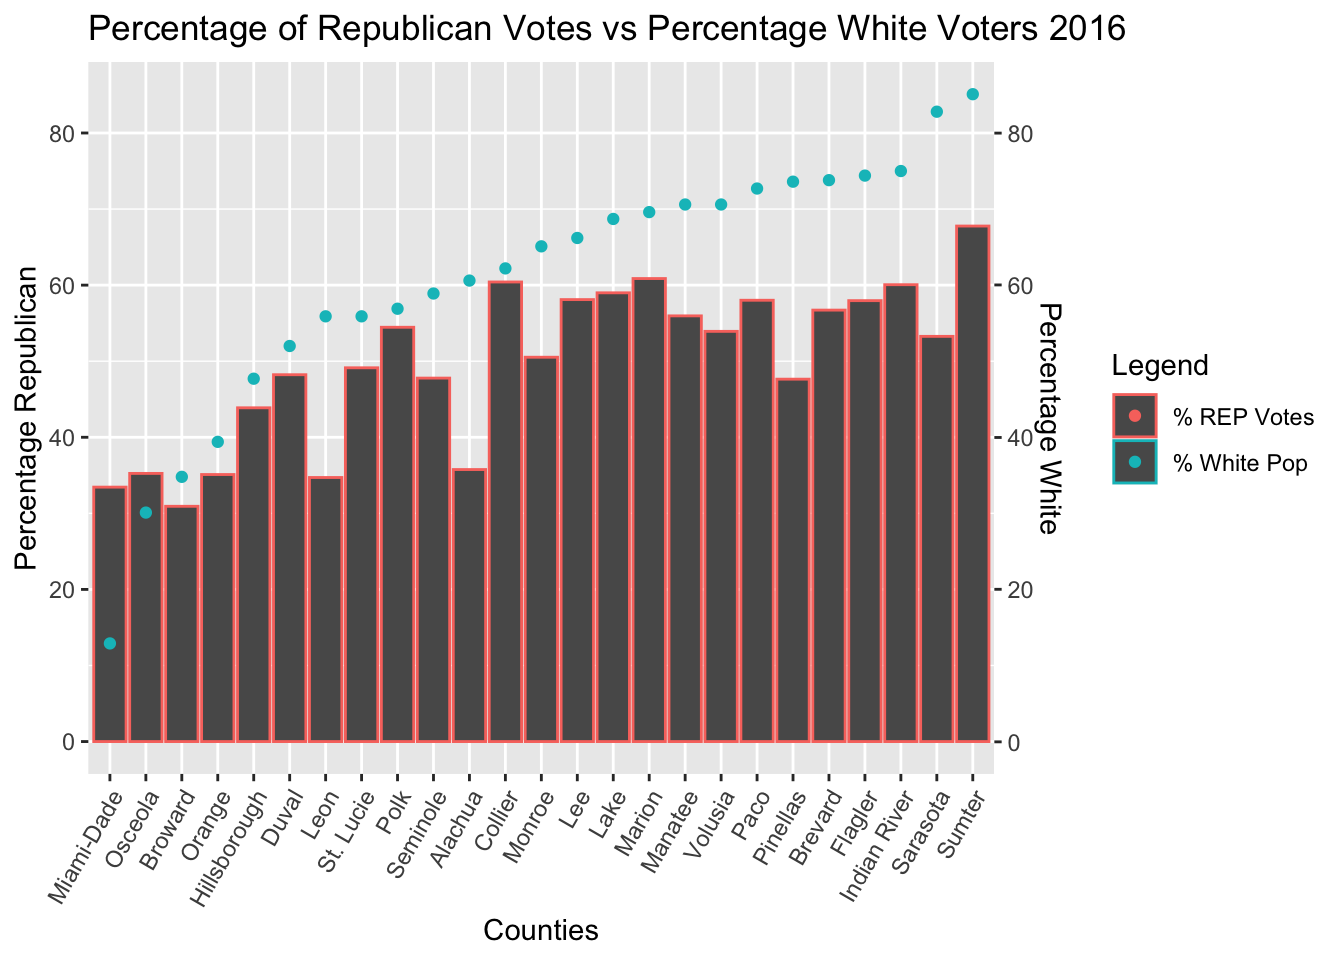 Percentage of Republican Votes vs Percentage White Voters 2016
Percentage Republican
80
60
40
20
0
80
60
40
20
0
Percentage White
Miami-Dade
Osceola
Broward
Orange
Hillsborough
Duval
Leon
St. Lucie
Polk
Seminole
Alachua
Collier
Monroe
Lee
Lake
Marion
Manatee
Volusia
Paco
Pinellas
Brevard
Flagler
Indian River
Sarasota
Sumter
Counties
Legend
% REP Votes
% White Pop